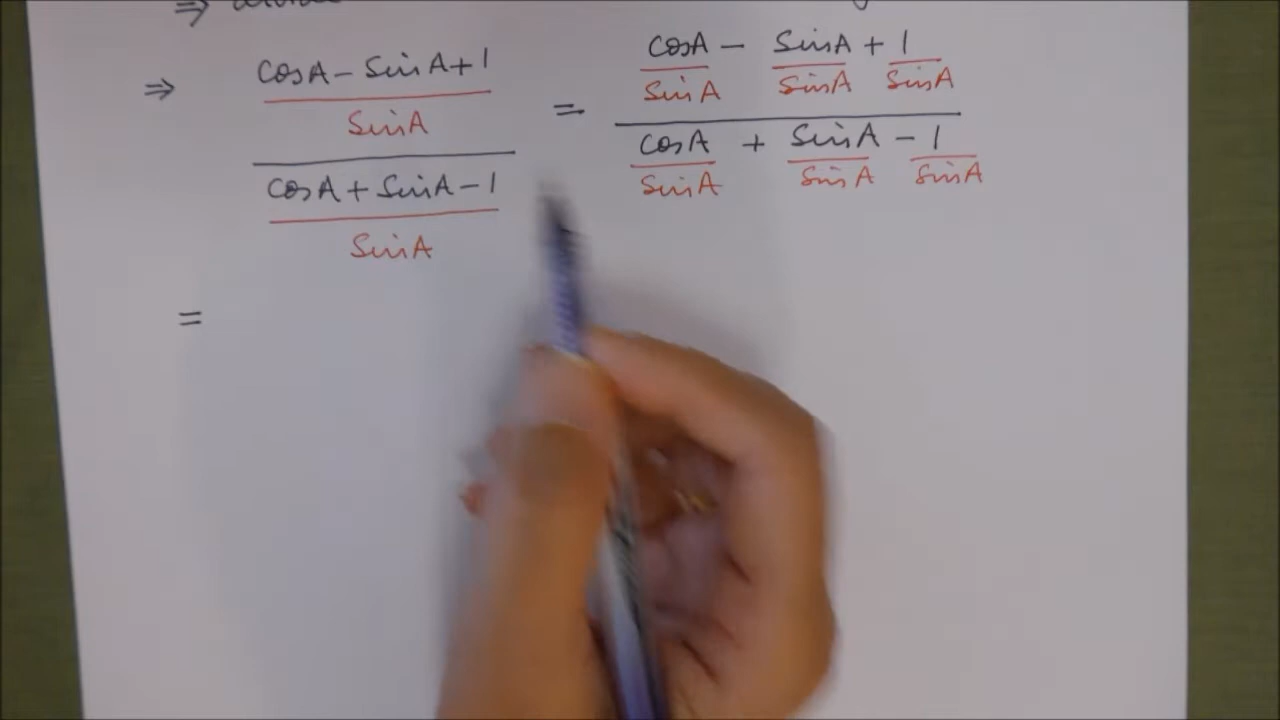 ⇒
⇒ cosA - sinA + 1 / sinA
cosA + sinA - 1 / sinA
= cosA / sinA - sinA / sinA + 1 / sinA
cosA / sinA + sinA / sinA - 1 / sinA
=